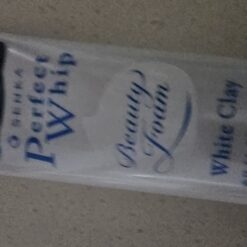 SENKA
Perfect
Whip
Beauty
Foam
White Clay